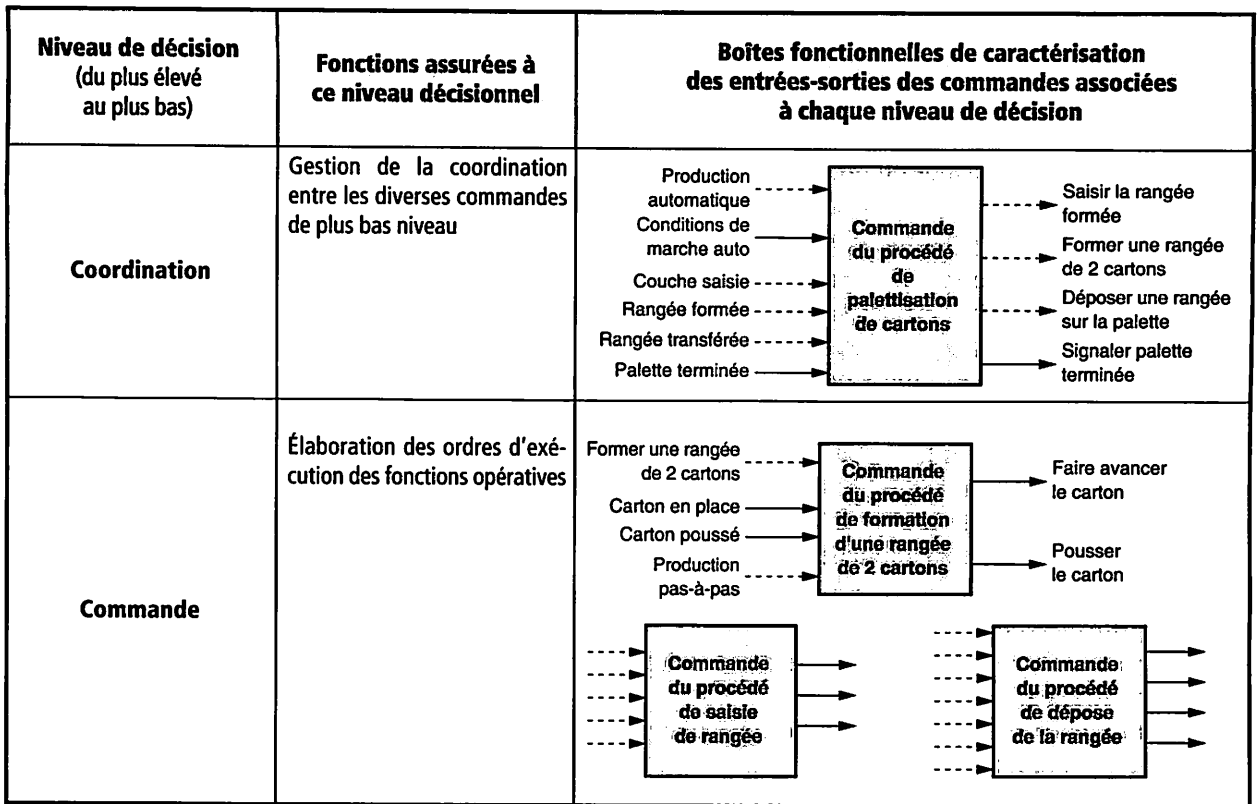 Niveau de décision
(du plus élevé
au plus bas)
Fonctions assurées à
ce niveau décisionnel
Boîtes fonctionnelles de caractérisation
des entrées-sorties des commandes associées
à chaque niveau de décision
Coordination
Gestion de la coordination
entre les diverses commandes
de plus bas niveau
Production
automatique
Conditions de
marche auto
Couche saisie
Rangée formée
Rangée transférée
Palette terminée
Commande
du procédé
de
palettisation
de cartons
Saisir la rangée
formée
Former une rangée
de 2 cartons
Déposer une rangée
sur la palette
Signaler palette
terminée
Commande
Élaboration des ordres d'exé-
cution des fonctions opératives
Former une rangée
de 2 cartons
Carton en place
Carton poussé
Production
pas-à-pas
Commande
du procédé
de formation
d'une rangée
de 2 cartons
Faire avancer
le carton
Pousser
le carton
Commande
du procédé
de saisie
de rangée
Commande
du procédé
de dépose
de la rangée